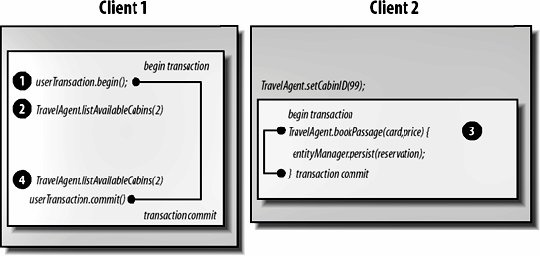 Client 1
begin transaction
1 userTransaction.begin();
2 TravelAgent.listAvailableCabins(2)
4 TravelAgent.listAvailableCabins(2)
userTransaction.commit()
transaction commit
Client 2
TravelAgent.setCabinID(99);
begin transaction
TravelAgent.bookPassage(card,price) { 3
entityManager.persist(reservation);
} transaction commit